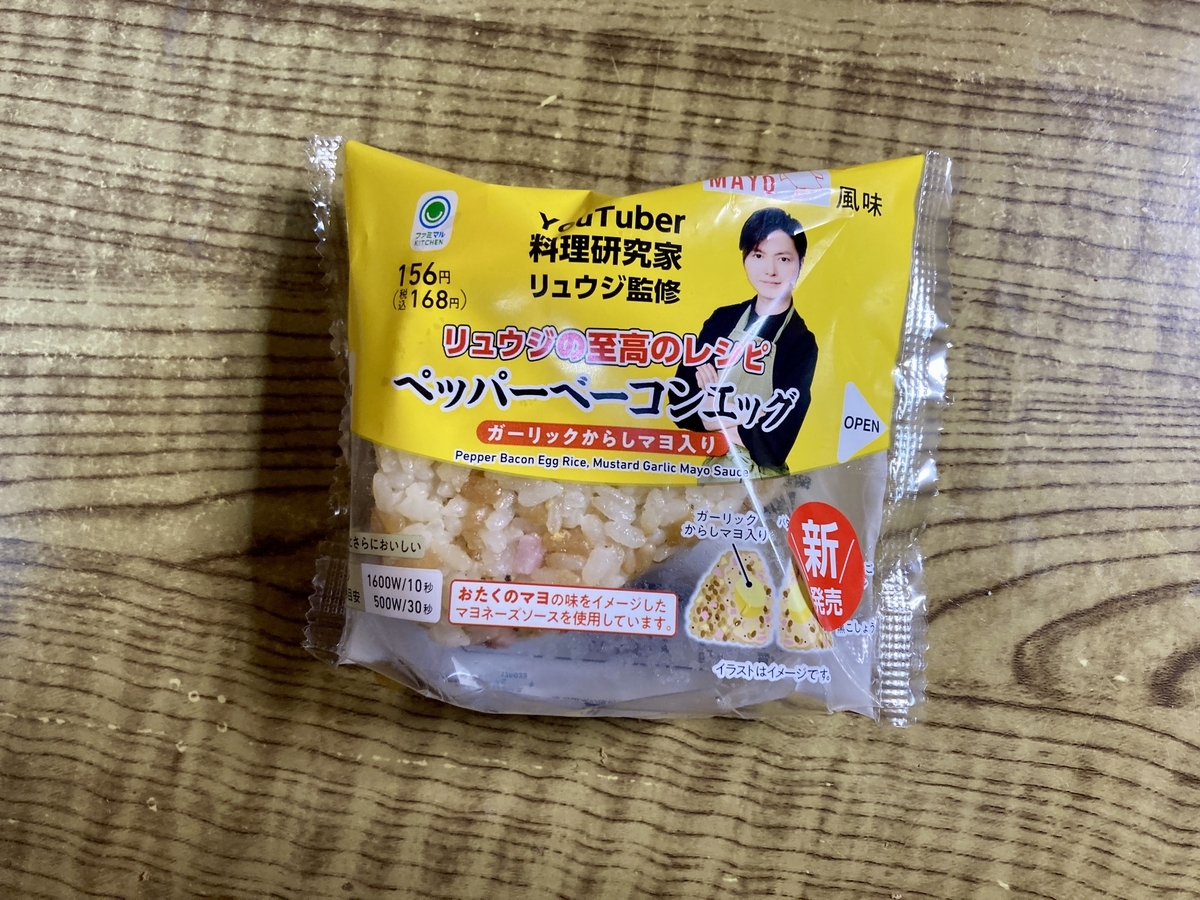 MAYO
風味
ファミマル
KITCHEN
YouTuber
料理研究家
リュウジ監修
156円
(税込168円)
リュウジの至高のレシピ
ペッパーベーコンエッグ
ガーリックからしマヨ入り
Pepper Bacon Egg Rice, Mustard Garlic Mayo Sauce
OPEN
ガーリック
からしマヨ入り
新
発売
さらにおいしい
目安
1600W/10秒
500W/30秒
おたくのマヨの味をイメージした
マヨネーズソースを使用しています。
黒こしょう
イラストはイメージです。